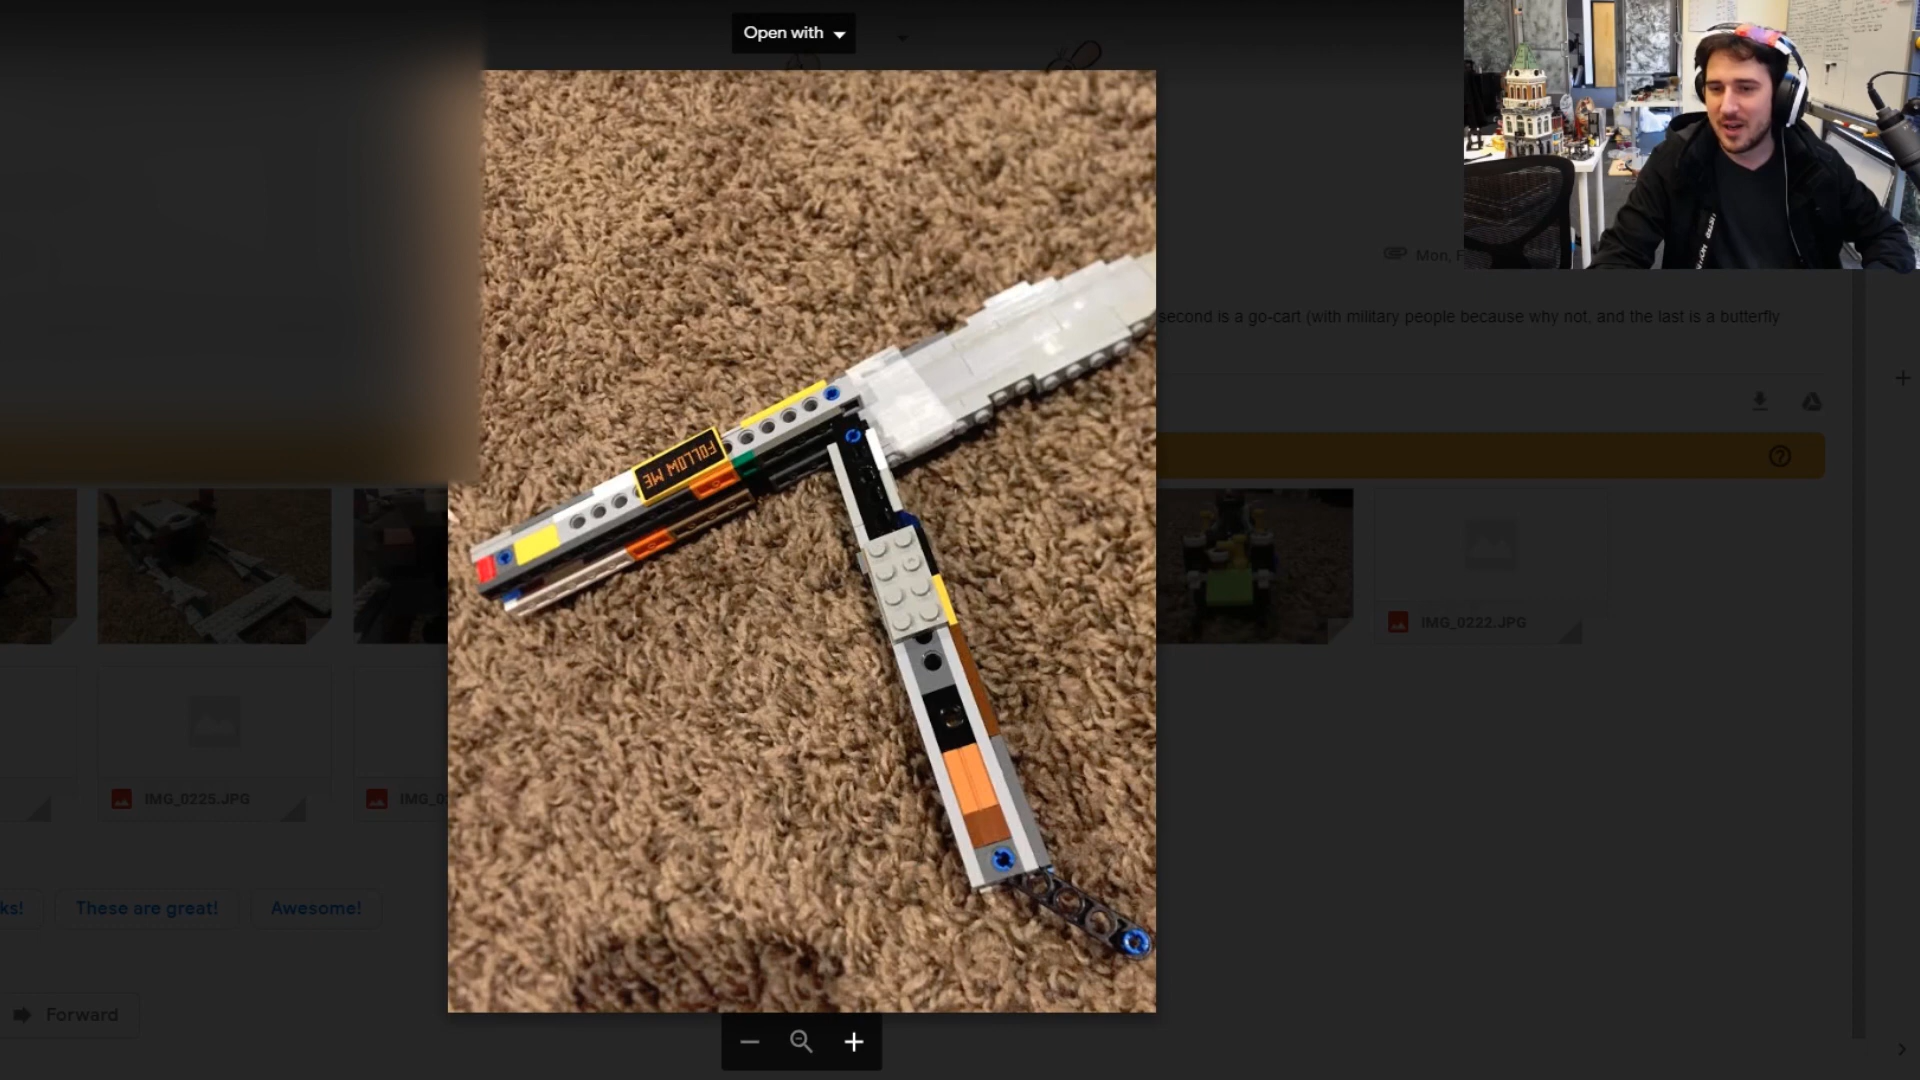 Open with
Mon, F
second is a go-cart (with military people because why not, and the last is a butterfly
FOLLOW ME
IMG_0222.JPG
IMG_0225.JPG
IMG_02
ks!
These are great!
Awesome!
Forward